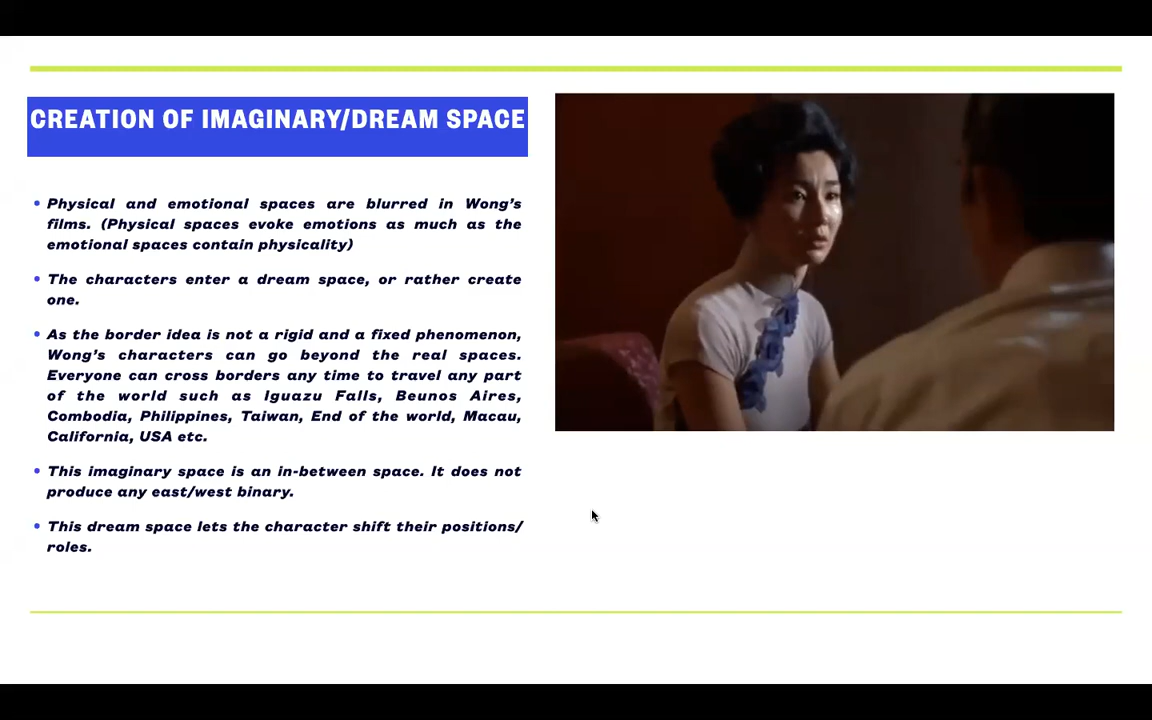 CREATION OF IMAGINARY/DREAM SPACE
• Physical and emotional spaces are blurred in Wong's
films. (Physical spaces evoke emotions as much as the
emotional spaces contain physicality)
• The characters enter a dream space, or rather create
one.
• As the border idea is not a rigid and a fixed phenomenon,
Wong's characters can go beyond the real spaces.
Everyone can cross borders any time to travel any part
of the world such as Iguazu Falls, Beunos Aires,
Combodia, Philippines, Taiwan, End of the world, Macau,
California, USA etc.
• This imaginary space is an in-between space. It does not
produce any east/west binary.
• This dream space lets the character shift their positions/
roles.